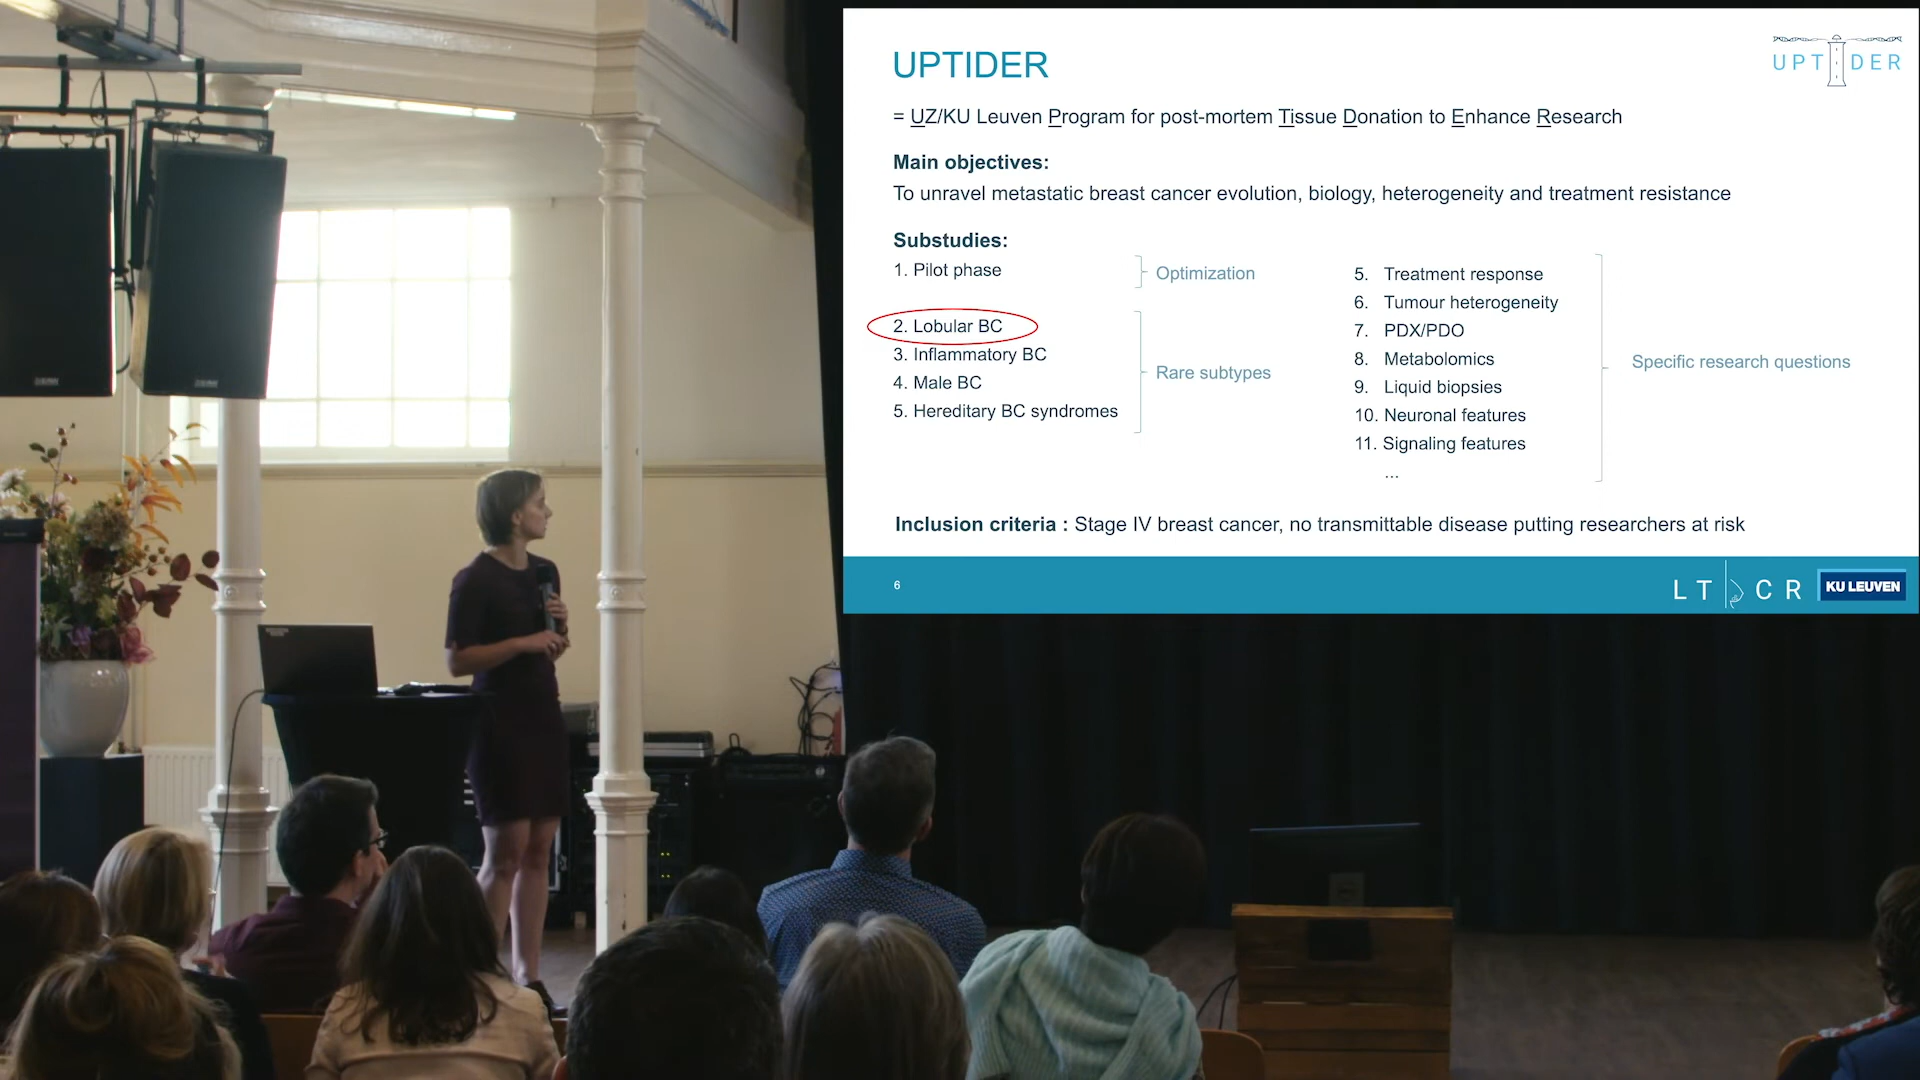 UPTIDER
UPT DER
= UZ/KU Leuven Program for post-mortem Tissue Donation to Enhance Research
Main objectives:
To unravel metastatic breast cancer evolution, biology, heterogeneity and treatment resistance
Substudies:
1. Pilot phase
Optimization
2. Lobular BC
3. Inflammatory BC
4. Male BC
5. Hereditary BC syndromes
Rare subtypes
5. Treatment response
6. Tumour heterogeneity
7. PDX/PDO
8. Metabolomics
9. Liquid biopsies
10. Neuronal features
11. Signaling features
...
Specific research questions
Inclusion criteria : Stage IV breast cancer, no transmittable disease putting researchers at risk
6
LT CR
KU LEUVEN